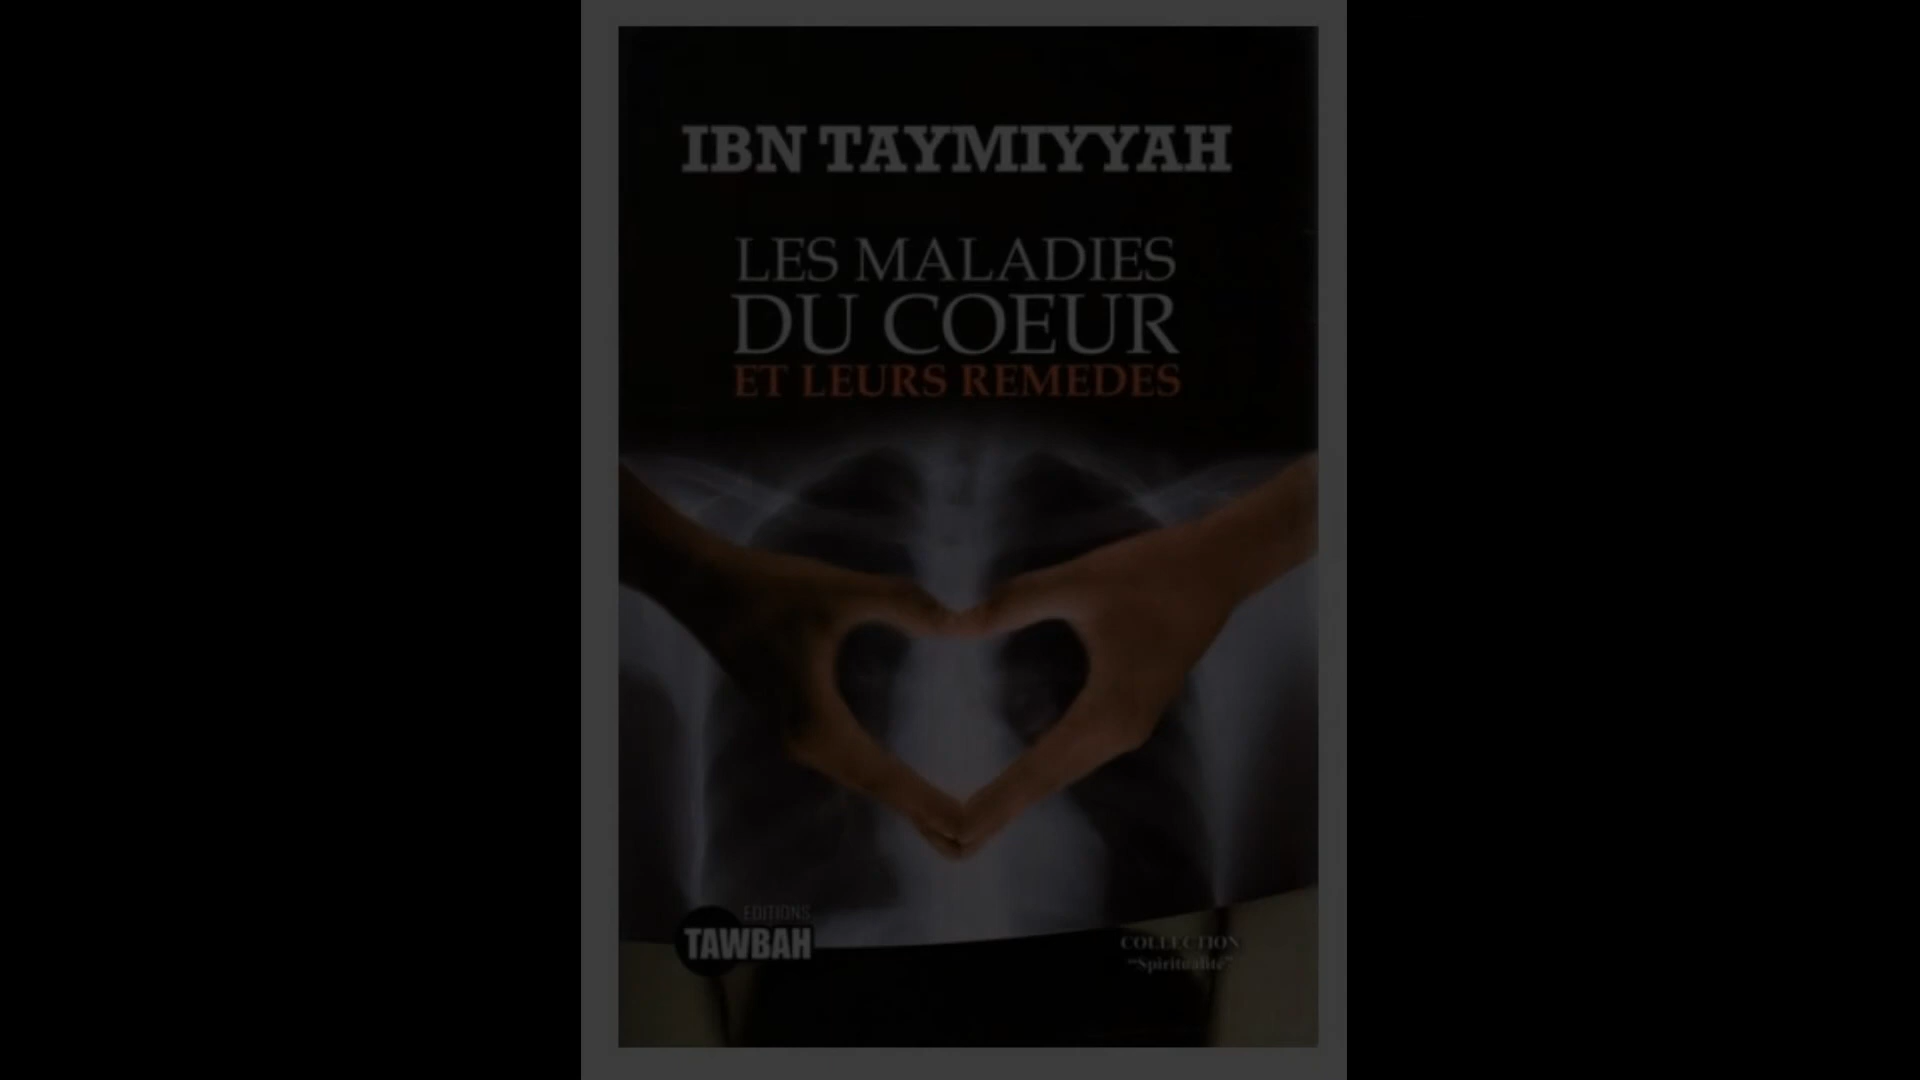 IBN TAYMIYYAH
LES MALADIES
DU COEUR
ET LEURS REMEDES
EDITIONS
TAWBAH
COLLECTION
"Spiritualité"